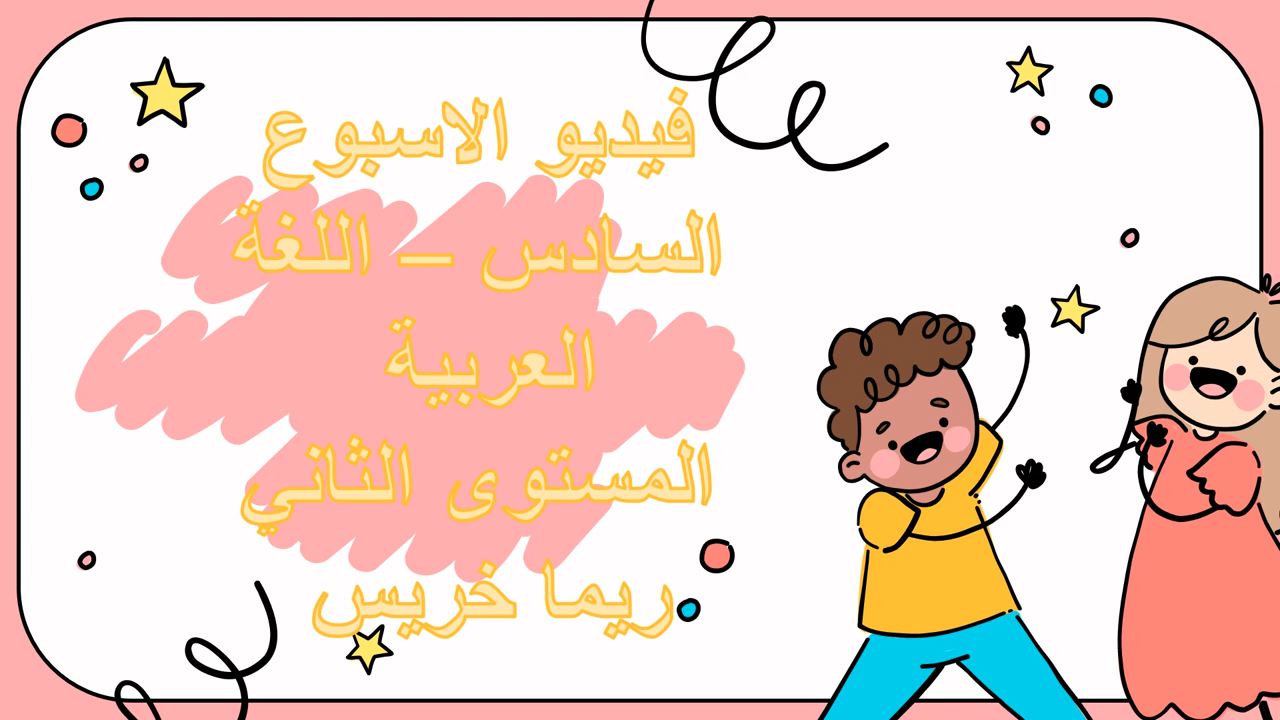 فيديو الاسبوع
السادس – اللغة
العربية
المستوى الثاني
ريما خريس